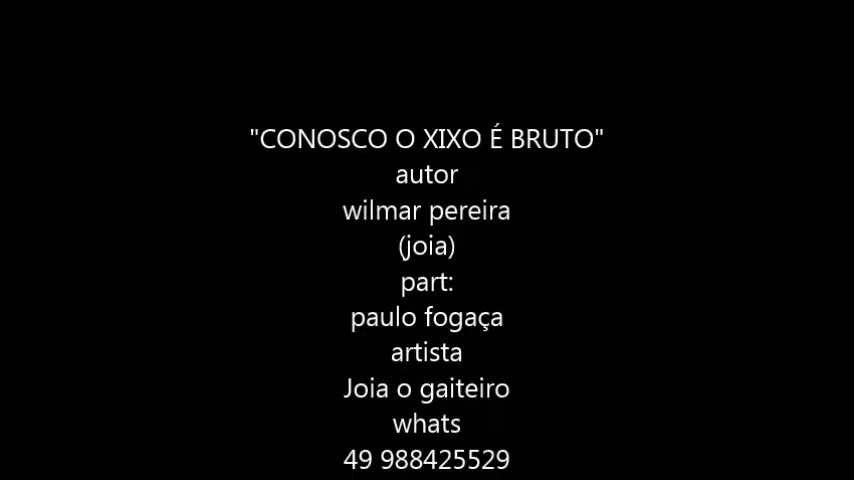 "CONOSCO O XIXO É BRUTO"
autor
wilmar pereira
(joia)
part:
paulo fogaça
artista
Joia o gaiteiro
whats
49 988425529